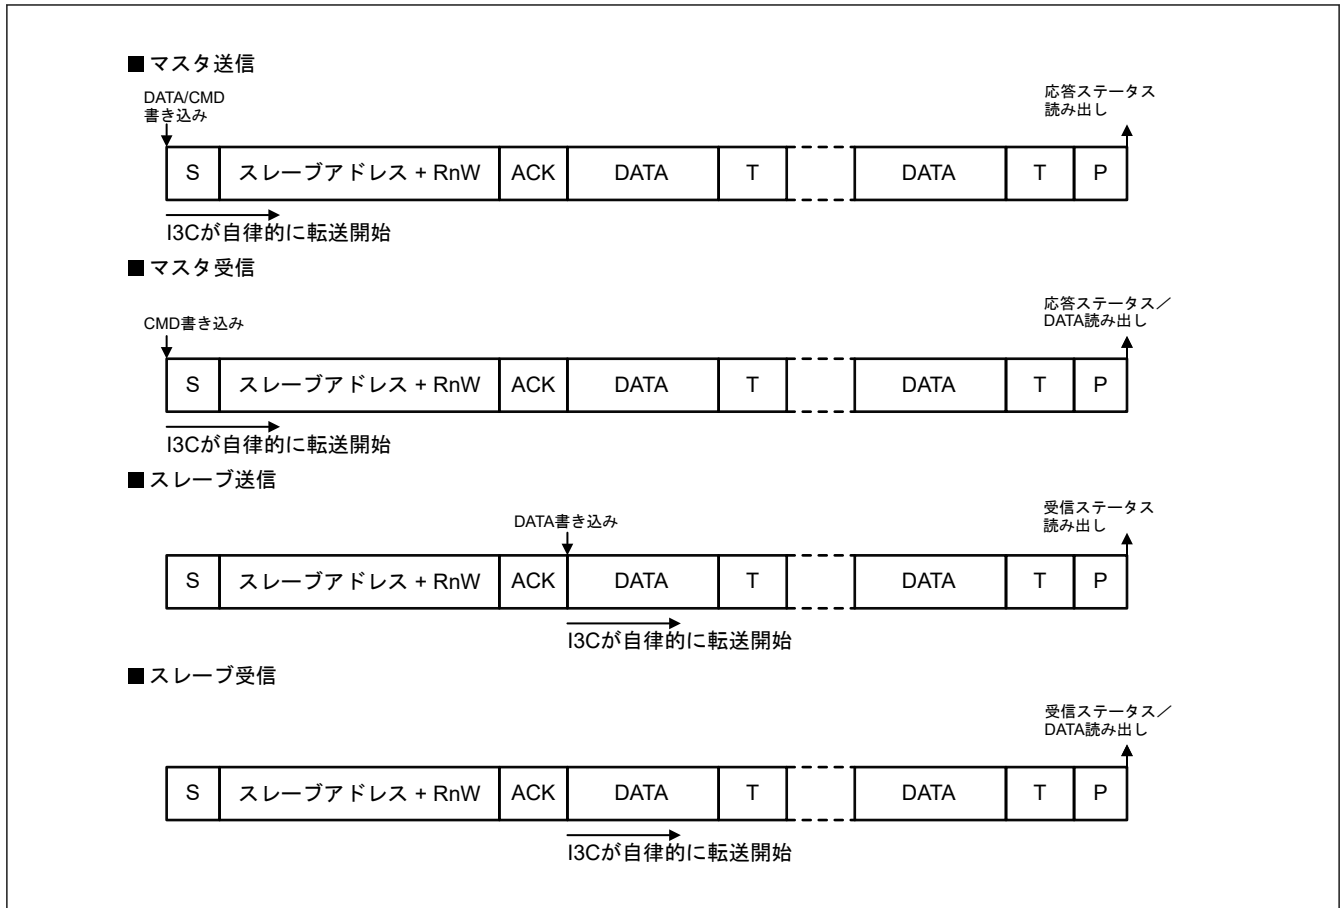 ■ マスタ送信
DATA/CMD
書き込み
応答ステータス
読み出し
S スレーブアドレス + RnW ACK DATA T DATA T P
I3Cが自律的に転送開始
■ マスタ受信
CMD書き込み
応答ステータス／
DATA読み出し
S スレーブアドレス + RnW ACK DATA T DATA T P
I3Cが自律的に転送開始
■ スレーブ送信
DATA書き込み
受信ステータス
読み出し
S スレーブアドレス + RnW ACK DATA T DATA T P
I3Cが自律的に転送開始
■ スレーブ受信
受信ステータス／
DATA読み出し
S スレーブアドレス + RnW ACK DATA T DATA T P
I3Cが自律的に転送開始